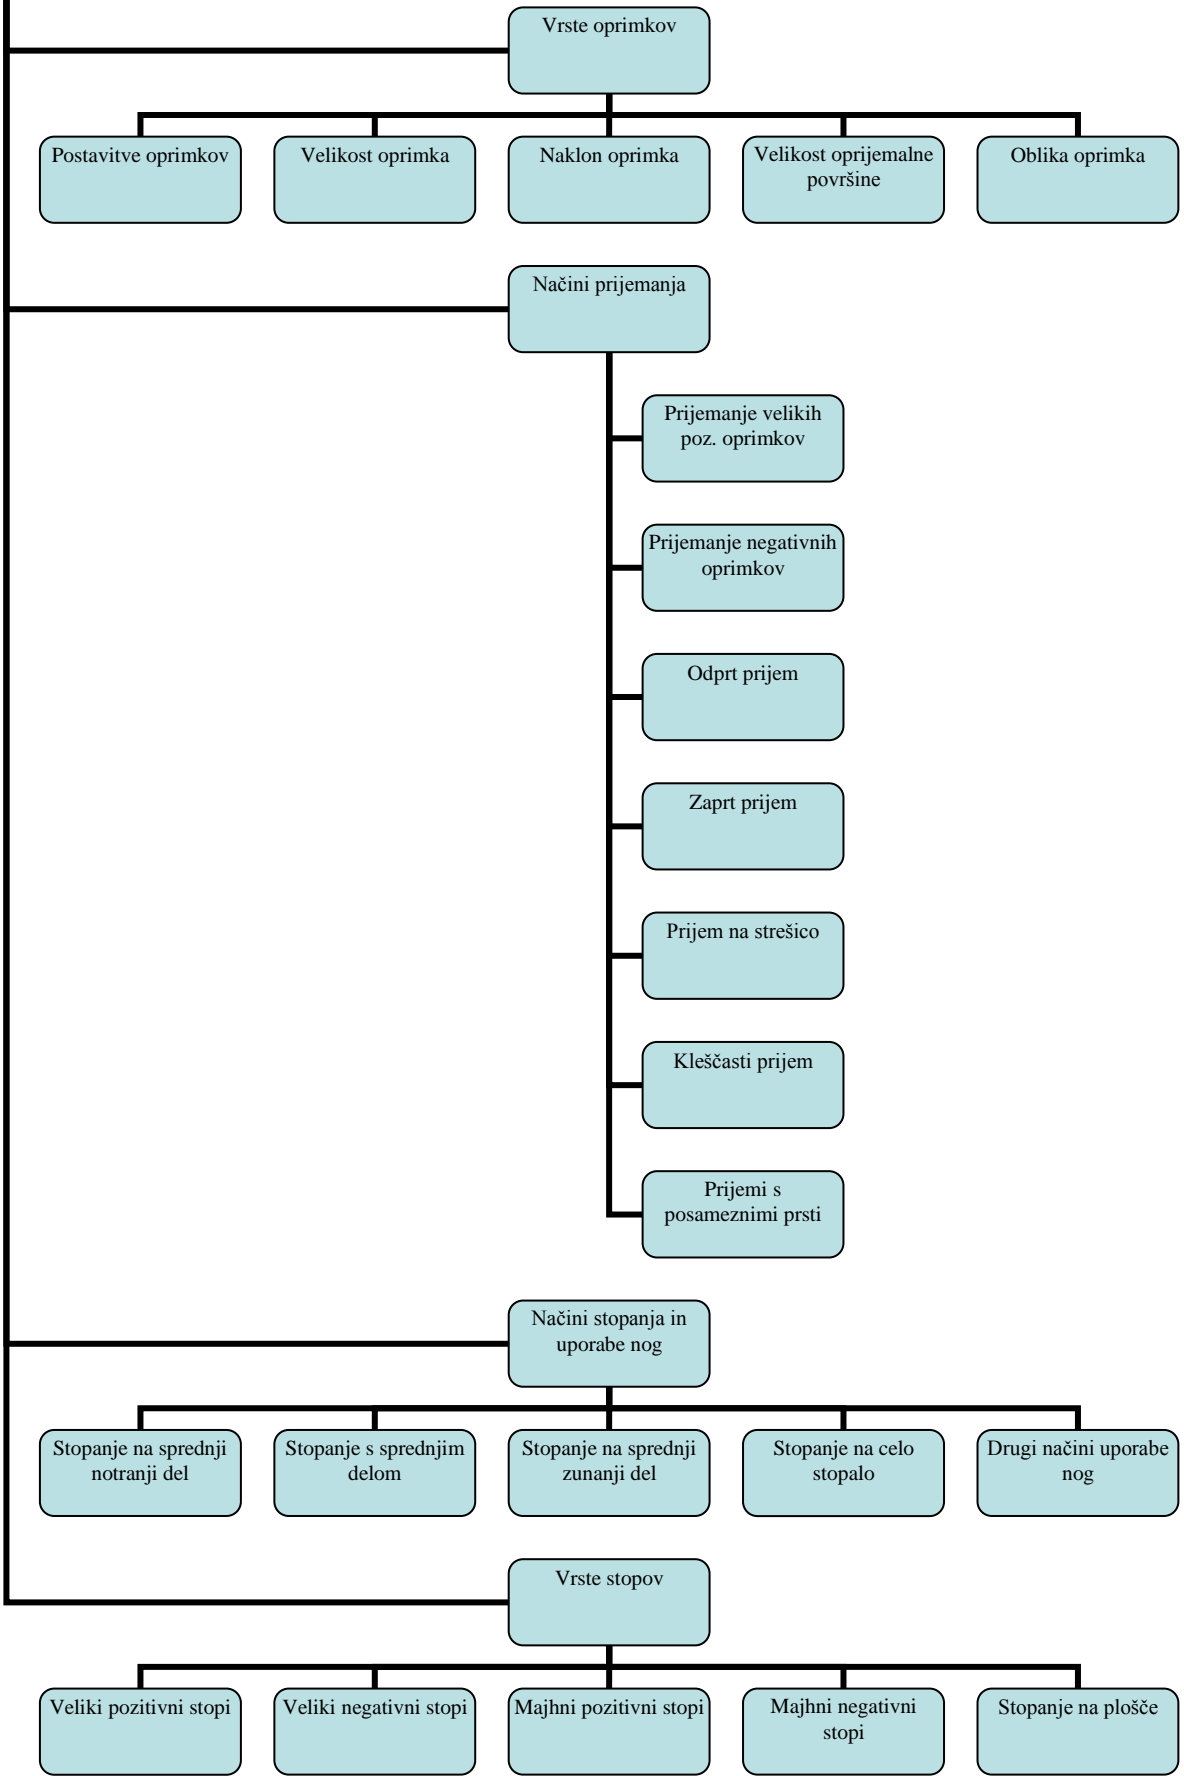 Vrste oprimkov
Postavitve oprimkov
Velikost oprimka
Naklon oprimka
Velikost oprijemalne
površine
Oblika oprimka
Načini prijemanja
Prijemanje velikih
poz. oprimkov
Prijemanje negativnih
oprimkov
Odprt prijem
Zaprt prijem
Prijem na strešico
Kleščasti prijem
Prijemi s
posameznimi prsti
Načini stopanja in
uporabe nog
Stopanje na sprednji
notranji del
Stopanje s sprednjim
delom
Stopanje na sprednji
zunanji del
Stopanje na celo
stopalo
Drugi načini uporabe
nog
Vrste stopov
Veliki pozitivni stopi
Veliki negativni stopi
Majhni pozitivni stopi
Majhni negativni
stopi
Stopanje na plošče